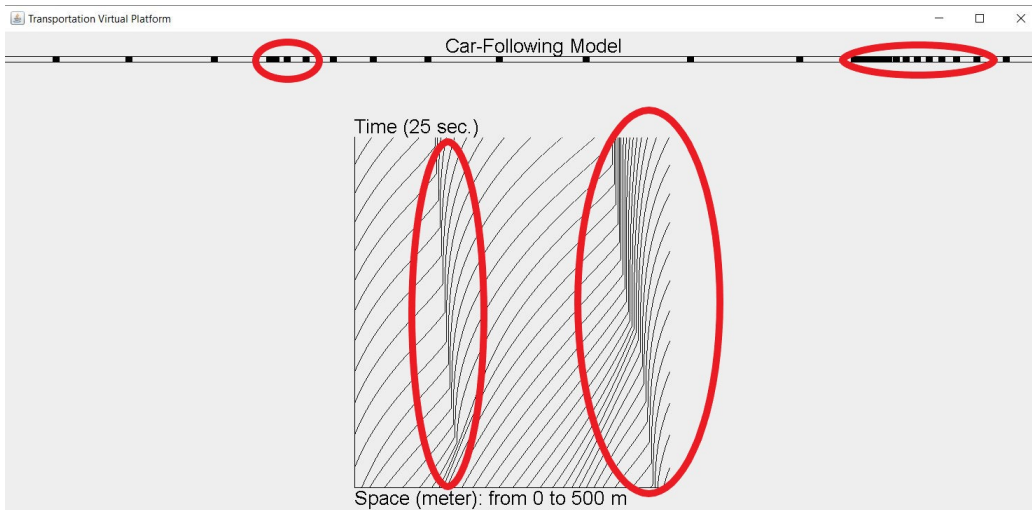 Transportation Virtual Platform
Car-Following Model
Time (25 sec.)
Space (meter): from 0 to 500 m